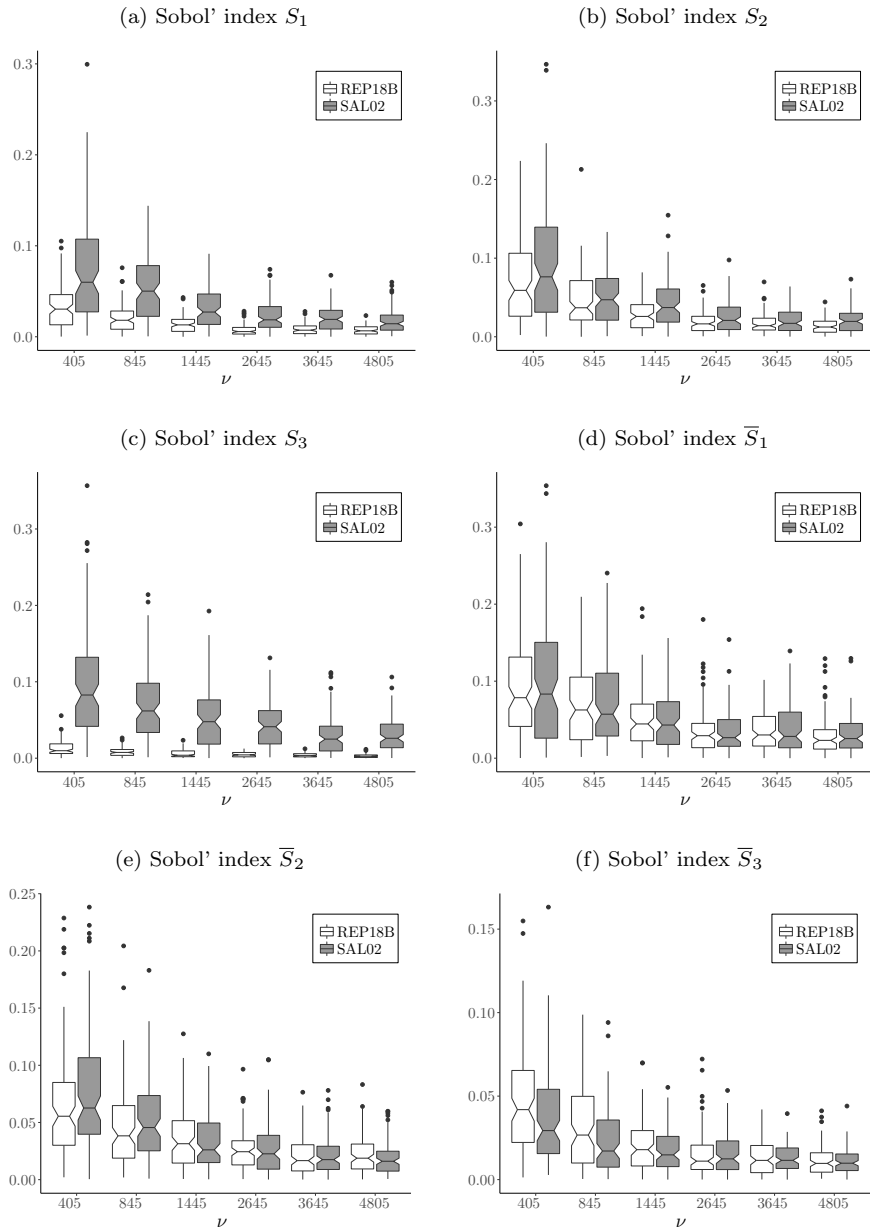 (a) Sobol' index S₁
(b) Sobol' index S₂
0.3
0.2
0.1
0.0
REP18B
SAL02
405 845 1445 2645 3645 4805
ν
0.3
0.2
0.1
0.0
REP18B
SAL02
405 845 1445 2645 3645 4805
ν
(c) Sobol' index S₃
(d) Sobol' index S̅₁
0.3
0.2
0.1
0.0
REP18B
SAL02
405 845 1445 2645 3645 4805
ν
0.3
0.2
0.1
0.0
REP18B
SAL02
405 845 1445 2645 3645 4805
ν
(e) Sobol' index S̅₂
(f) Sobol' index S̅₃
0.25
0.20
0.15
0.10
0.05
0.00
REP18B
SAL02
405 845 1445 2645 3645 4805
ν
0.15
0.10
0.05
0.00
REP18B
SAL02
405 845 1445 2645 3645 4805
ν